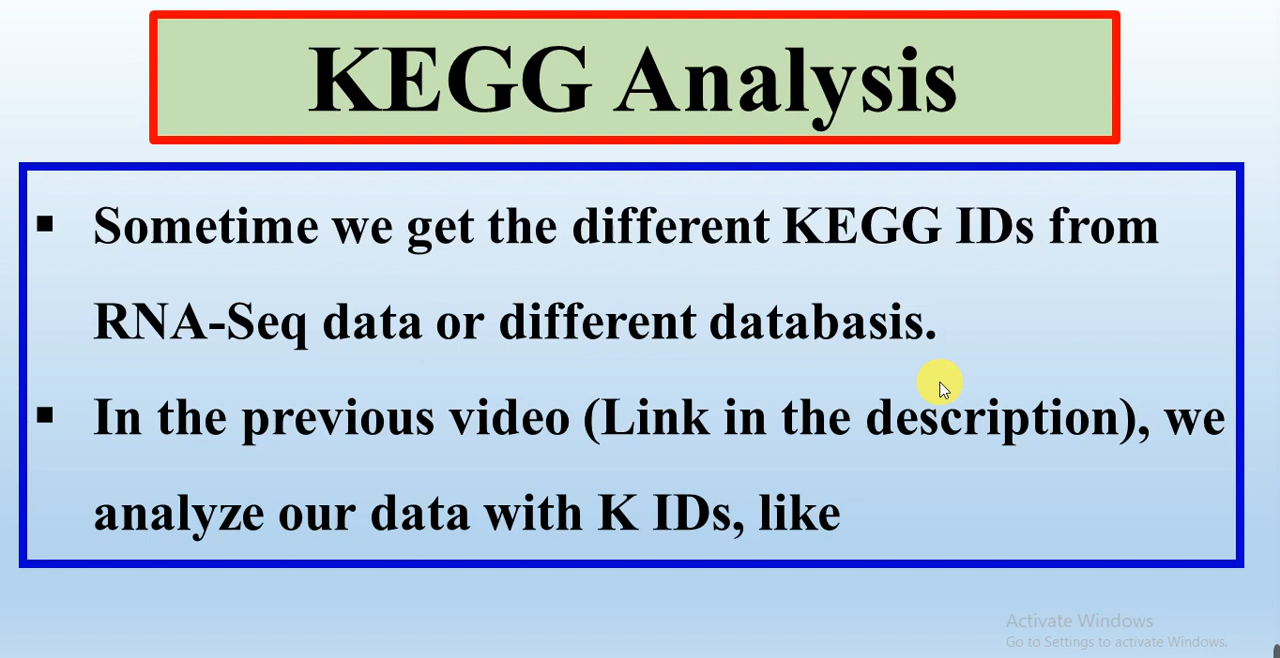 KEGG Analysis
▪ Sometime we get the different KEGG IDs from
RNA-Seq data or different databasis.
▪ In the previous video (Link in the description), we
analyze our data with K IDs, like
Activate Windows
Go to Settings to activate Windows.